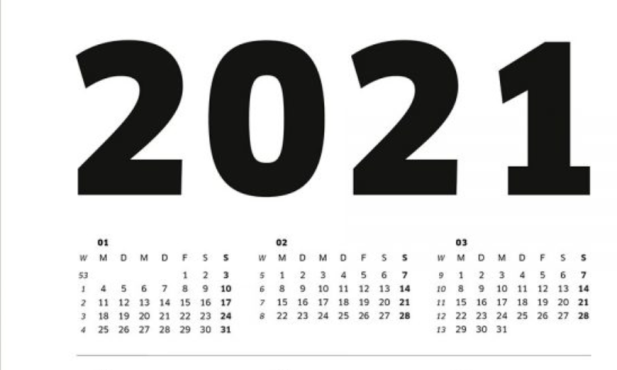 2021
01 02 03
W M D M D F S S W M D M D F S S W M D M D F S S
53 1 2 3 5 1 2 3 4 5 6 7 9 1 2 3 4 5 6 7
1 4 5 6 7 8 9 10 6 8 9 10 11 12 13 14 10 8 9 10 11 12 13 14
2 11 12 13 14 15 16 17 7 15 16 17 18 19 20 21 11 15 16 17 18 19 20 21
3 18 19 20 21 22 23 24 8 22 23 24 25 26 27 28 12 22 23 24 25 26 27 28
4 25 26 27 28 29 30 31 13 29 30 31